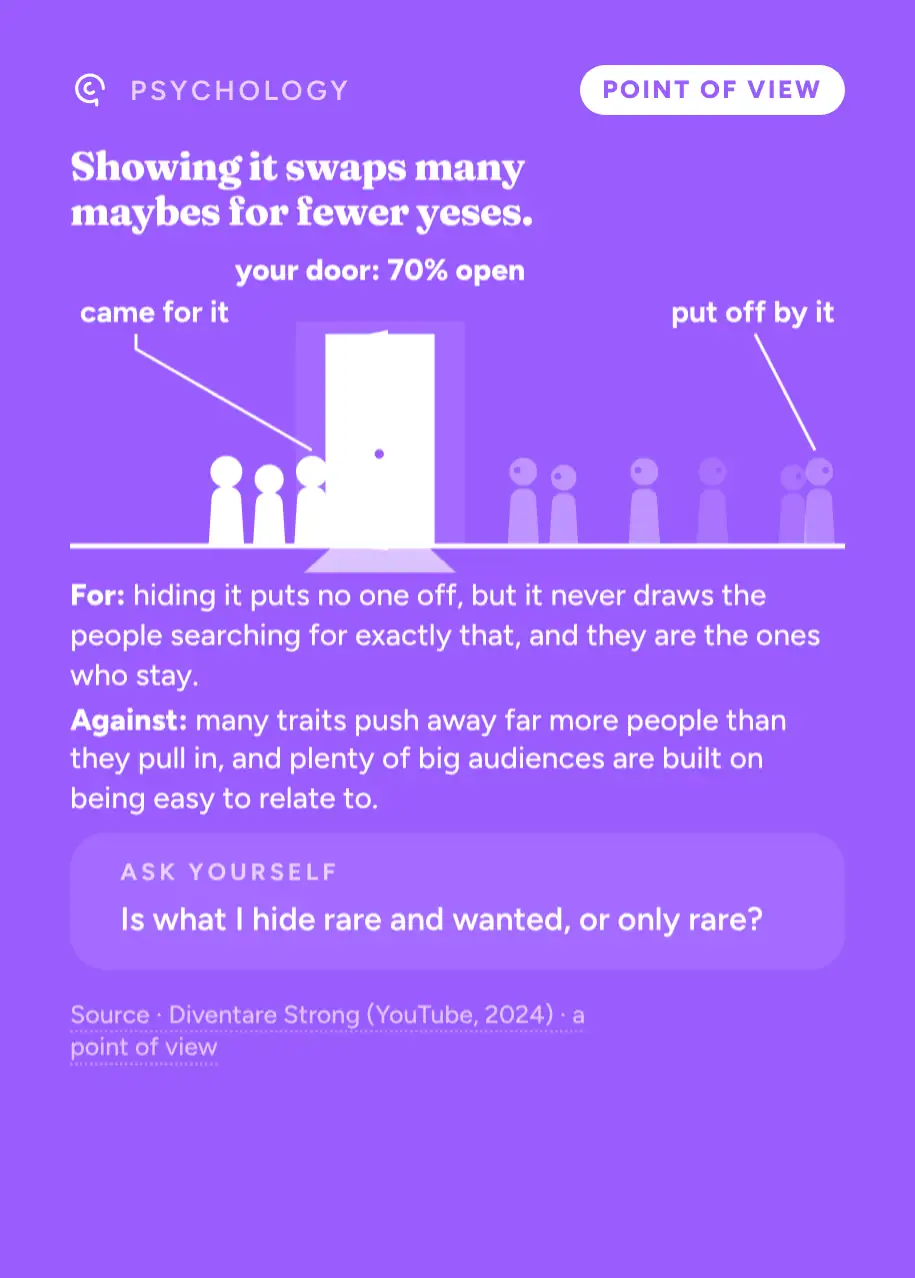 PSYCHOLOGY
POINT OF VIEW
Showing it swaps many
maybes for fewer yeses.
your door: 70% open
came for it
put off by it
For: hiding it puts no one off, but it never draws the
people searching for exactly that, and they are the ones
who stay.
Against: many traits push away far more people than
they pull in, and plenty of big audiences are built on
being easy to relate to.
ASK YOURSELF
Is what I hide rare and wanted, or only rare?
Source · Diventare Strong (YouTube, 2024) · a
point of view